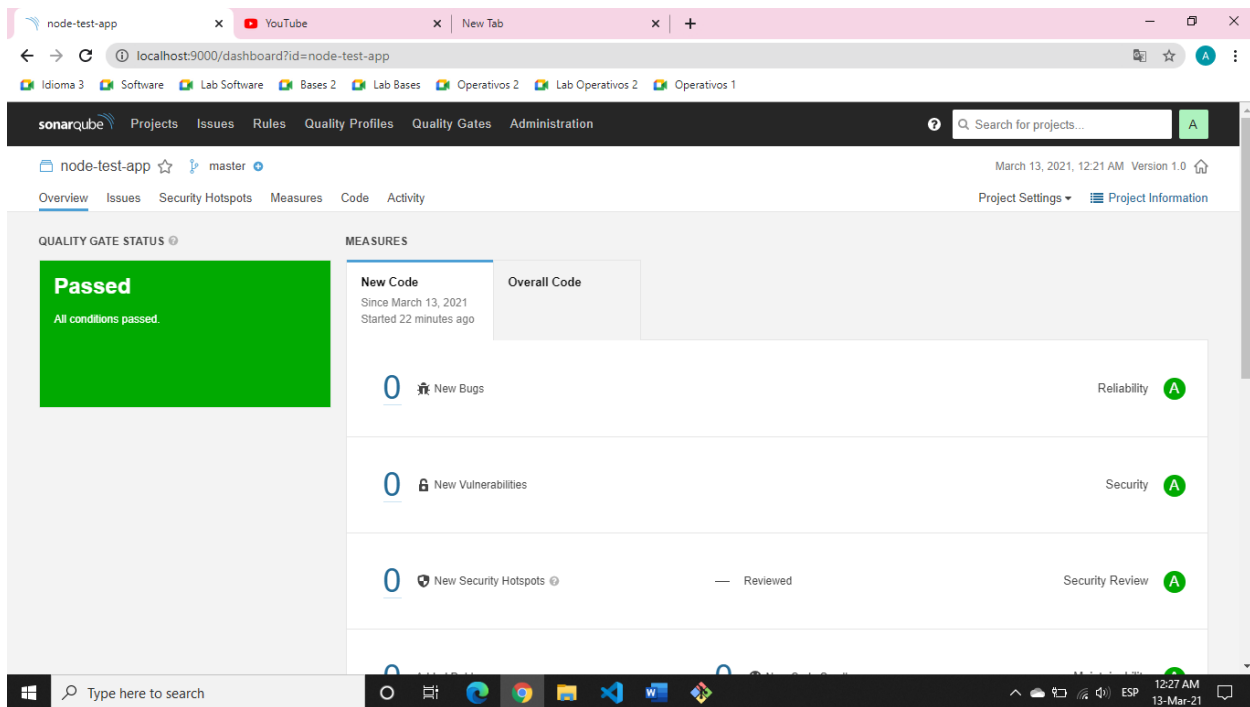 node-test-app
YouTube
New Tab
localhost:9000/dashboard?id=node-test-app
A
Idioma 3 Software Lab Software Bases 2 Lab Bases Operativos 2 Lab Operativos 2 Operativos 1
sonarqube Projects Issues Rules Quality Profiles Quality Gates Administration
? Search for projects... A
node-test-app master
March 13, 2021, 12:21 AM Version 1.0
Overview Issues Security Hotspots Measures Code Activity
Project Settings Project Information
QUALITY GATE STATUS ?
Passed
All conditions passed.
MEASURES
New Code
Since March 13, 2021
Started 22 minutes ago
Overall Code
0 New Bugs Reliability A
0 New Vulnerabilities Security A
0 New Security Hotspots ? — Reviewed Security Review A
Type here to search
ESP
12:27 AM
13-Mar-21